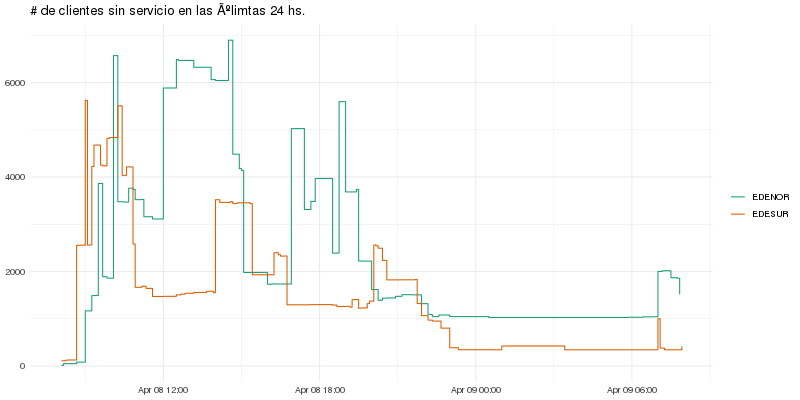 # de clientes sin servicio en las Ãºlimtas 24 hs.
6000
4000
2000
0
Apr 08 12:00
Apr 08 18:00
Apr 09 00:00
Apr 09 06:00
EDENOR
EDESUR